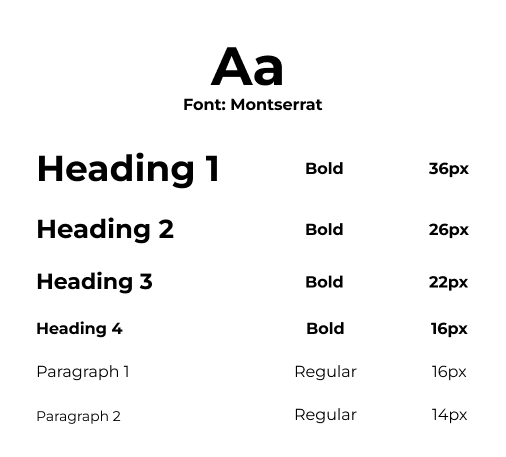 Aa
Font: Montserrat
Heading 1 Bold 36px
Heading 2 Bold 26px
Heading 3 Bold 22px
Heading 4 Bold 16px
Paragraph 1 Regular 16px
Paragraph 2 Regular 14px